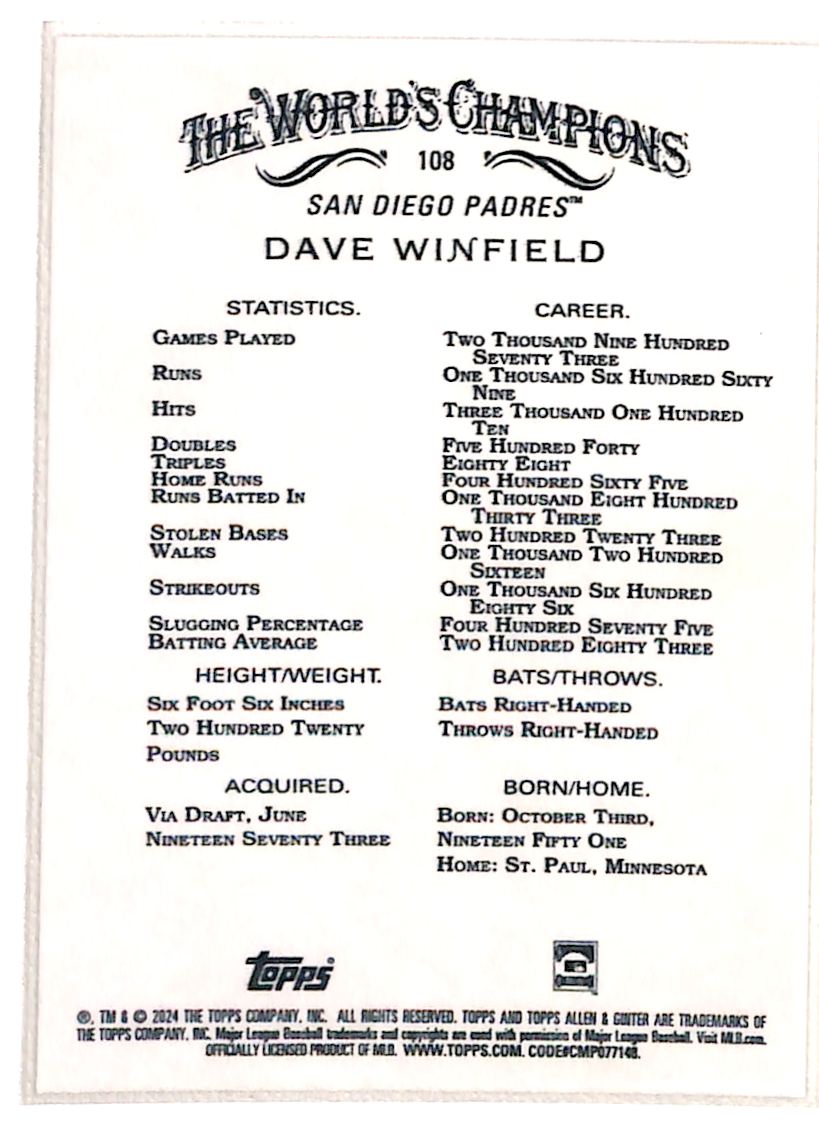 THE WORLD'S CHAMPIONS
108
SAN DIEGO PADRES™
DAVE WINFIELD
STATISTICS. CAREER.
GAMES PLAYED TWO THOUSAND NINE HUNDRED
SEVENTY THREE
RUNS ONE THOUSAND SIX HUNDRED SIXTY
NINE
HITS THREE THOUSAND ONE HUNDRED
TEN
DOUBLES FIVE HUNDRED FORTY
TRIPLES EIGHTY EIGHT
HOME RUNS FOUR HUNDRED SIXTY FIVE
RUNS BATTED IN ONE THOUSAND EIGHT HUNDRED
THIRTY THREE
STOLEN BASES TWO HUNDRED TWENTY THREE
WALKS ONE THOUSAND TWO HUNDRED
SIXTEEN
STRIKEOUTS ONE THOUSAND SIX HUNDRED
EIGHTY SIX
SLUGGING PERCENTAGE FOUR HUNDRED SEVENTY FIVE
BATTING AVERAGE TWO HUNDRED EIGHTY THREE
HEIGHT/WEIGHT. BATS/THROWS.
SIX FOOT SIX INCHES BATS RIGHT-HANDED
TWO HUNDRED TWENTY THROWS RIGHT-HANDED
POUNDS
ACQUIRED. BORN/HOME.
VIA DRAFT, JUNE BORN: OCTOBER THIRD,
NINETEEN SEVENTY THREE NINETEEN FIFTY ONE
HOME: ST. PAUL, MINNESOTA
topps
®, TM & © 2024 THE TOPPS COMPANY, INC. ALL RIGHTS RESERVED. TOPPS AND TOPPS ALLEN & GINTER ARE TRADEMARKS OF
THE TOPPS COMPANY, INC. Major League Baseball trademarks and copyrights are used with permission of Major League Baseball. Visit MLB.com.
OFFICIALLY LICENSED PRODUCT OF MLB. WWW.TOPPS.COM. CODE#CMP077148.